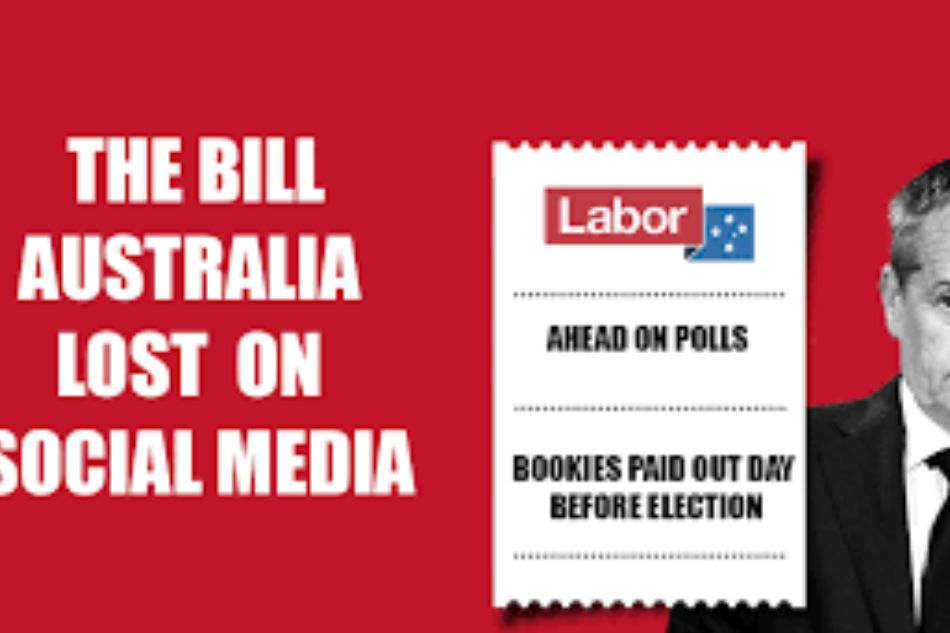 THE BILL
AUSTRALIA
LOST ON
SOCIAL MEDIA
Labor
AHEAD ON POLLS
BOOKIES PAID OUT DAY
BEFORE ELECTION